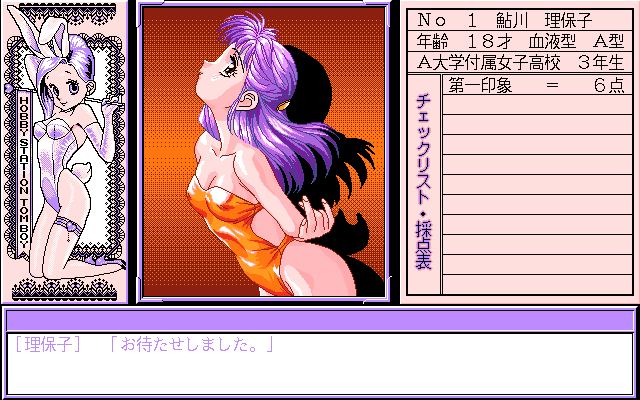 HOBBY STATION TOM BOY
No 1 鮎川 理保子
年齢 18才 血液型 A型
A大学付属女子高校 3年生
チェックリスト・採点表
第一印象 = 6点
[理保子] 「お待たせしました。」